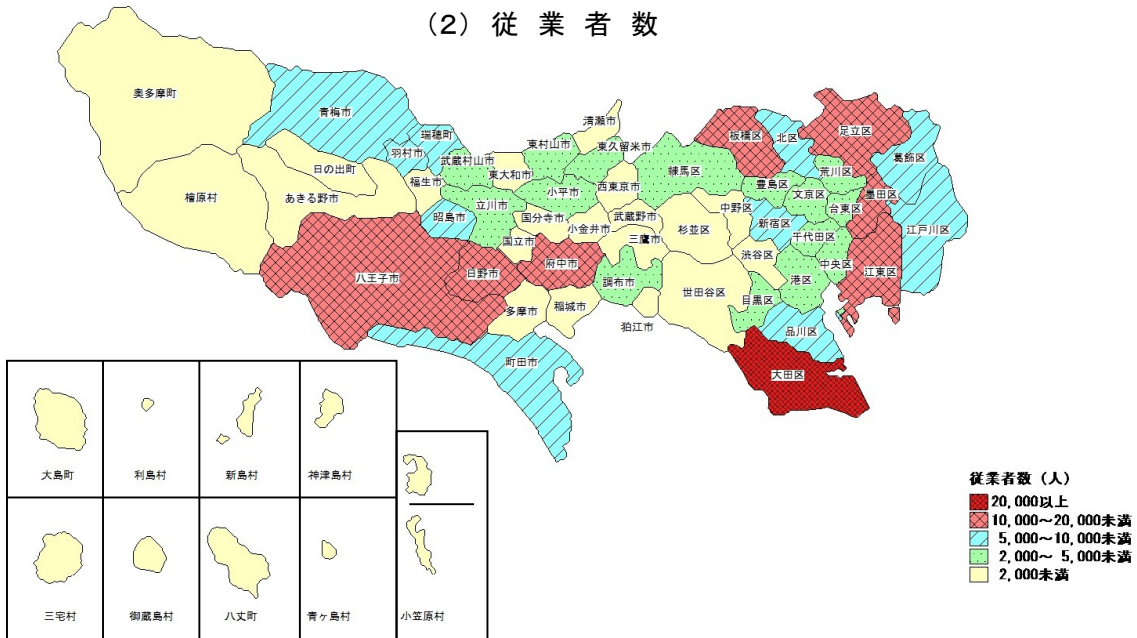 (2) 従業者数
奥多摩町
青梅市
瑞穂町
羽村市
日の出町
檜原村
あきる野市
福生市
武蔵村山市
東大和市
東村山市
清瀬市
東久留米市
昭島市
立川市
小平市
西東京市
国分寺市
小金井市
武蔵野市
国立市
三鷹市
八王子市
日野市
府中市
調布市
多摩市
稲城市
狛江市
町田市
板橋区
北区
足立区
葛飾区
練馬区
豊島区
文京区
荒川区
台東区
墨田区
江戸川区
中野区
杉並区
新宿区
千代田区
中央区
江東区
渋谷区
港区
世田谷区
目黒区
品川区
大田区
大島町
利島村
新島村
神津島村
三宅村
御蔵島村
八丈町
青ヶ島村
小笠原村
従業者数(人)
20,000以上
10,000～20,000未満
5,000～10,000未満
2,000～ 5,000未満
2,000未満